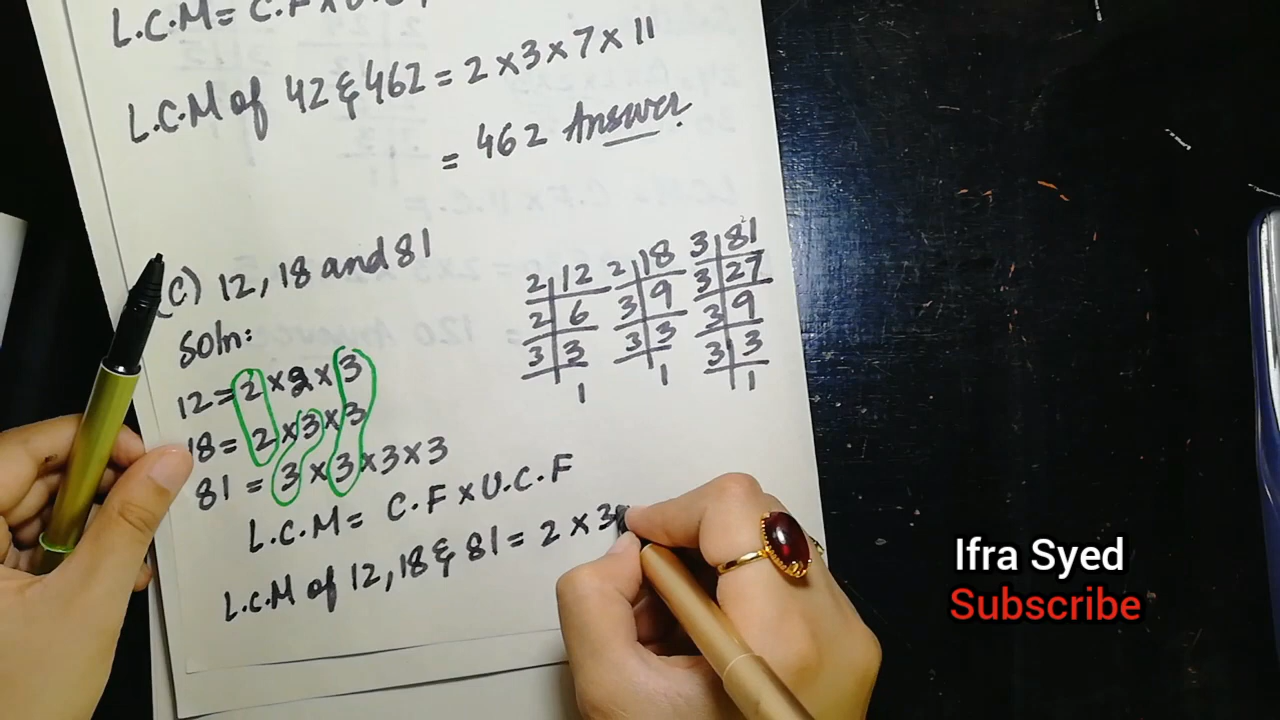 L.C.M = C.F x U.C.F
L.C.M of 42 & 462 = 2 x 3 x 7 x 11
= 462 Answer.
(C) 12, 18 and 81
Soln:
12 = 2 x 2 x 3
18 = 2 x 3 x 3
81 = 3 x 3 x 3 x 3
L.C.M = C.F x U.C.F
L.C.M of 12, 18 & 81 = 2 x 3
2 | 12
2 | 6
3 | 3
1
2 | 18
3 | 9
3 | 3
1
3 | 81
3 | 27
3 | 9
3 | 3
1
Ifra Syed
Subscribe